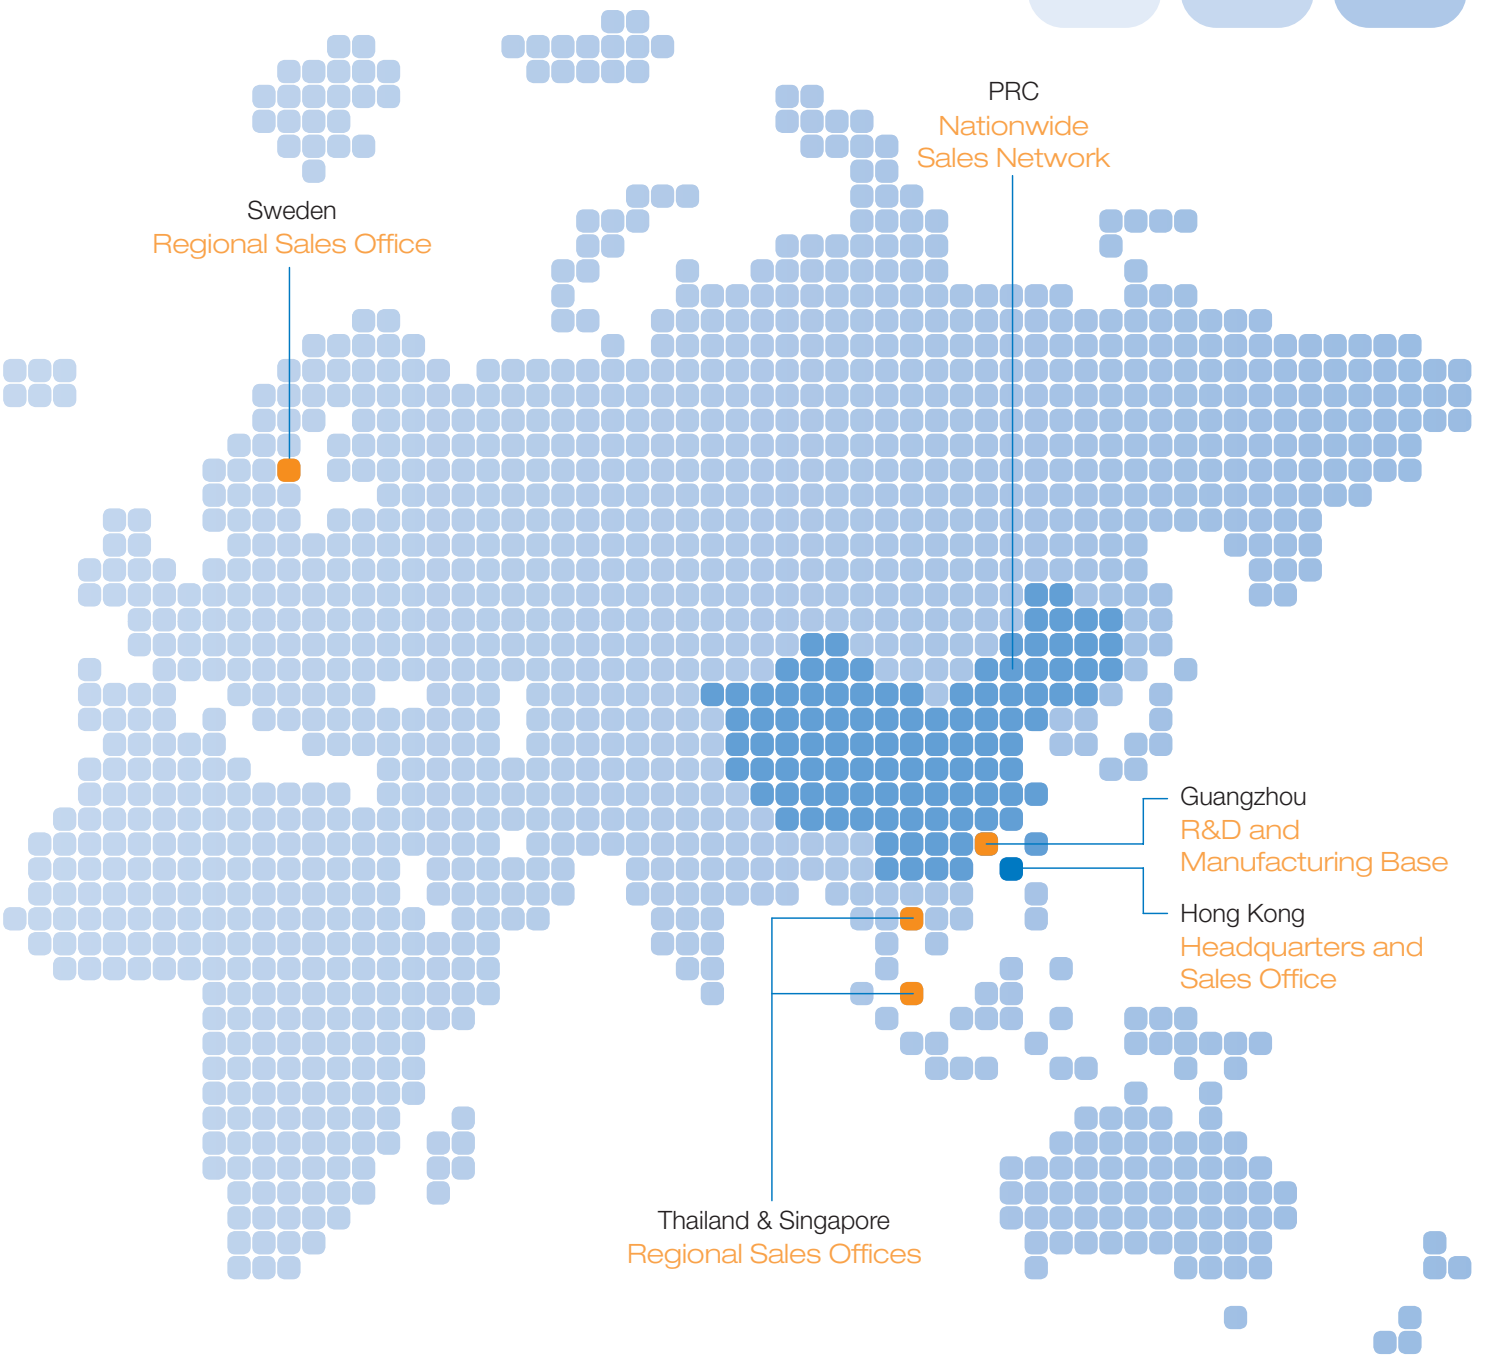 PRC
Nationwide
Sales Network
Sweden
Regional Sales Office
Guangzhou
R&D and
Manufacturing Base
Hong Kong
Headquarters and
Sales Office
Thailand & Singapore
Regional Sales Offices